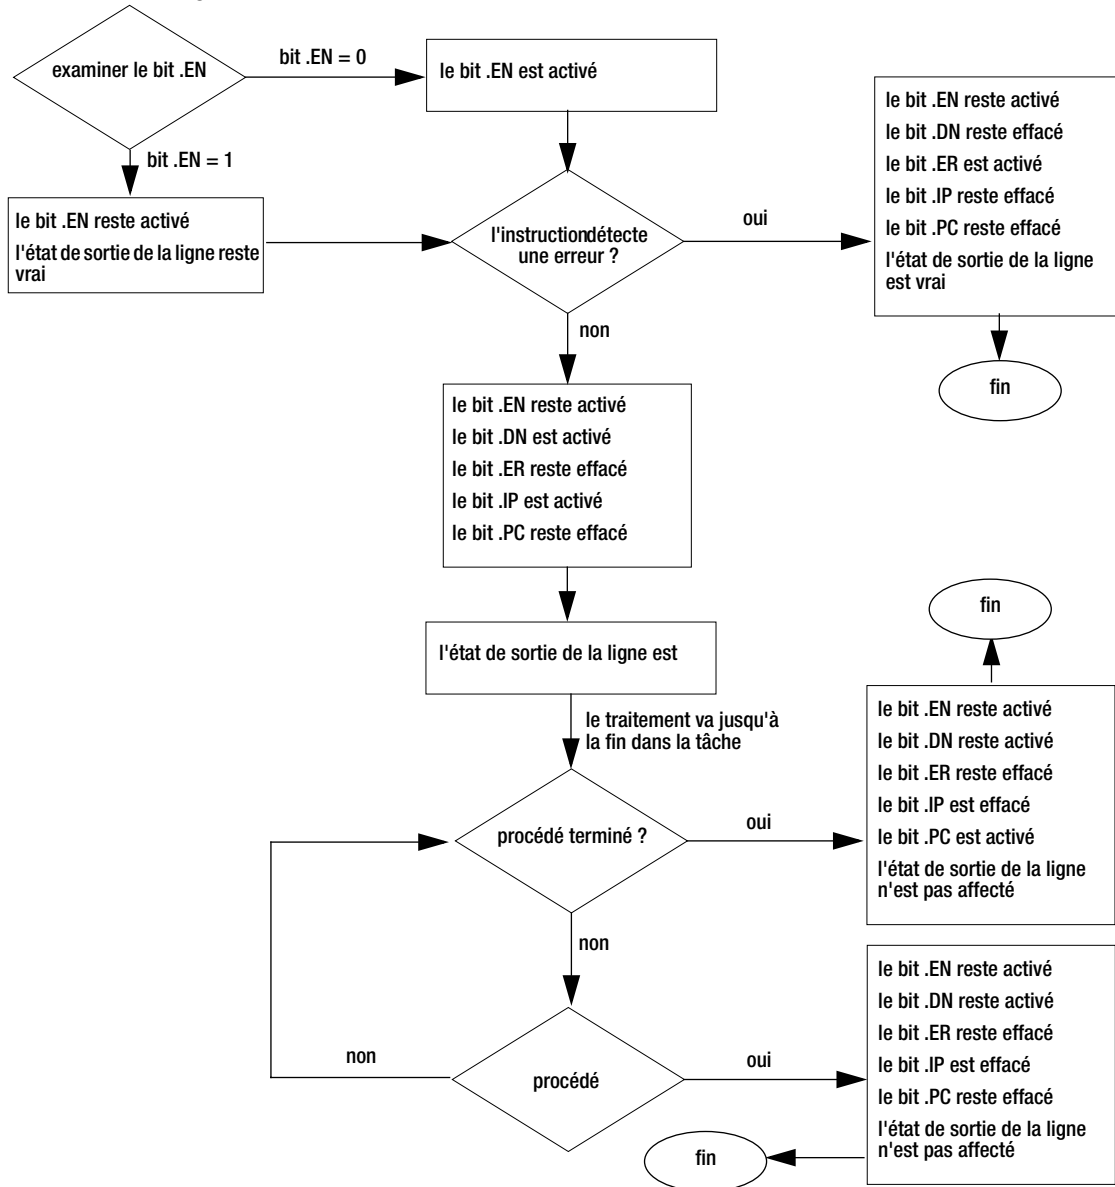 examiner le bit .EN
bit .EN = 0
le bit .EN est activé
bit .EN = 1
le bit .EN reste activé
l'état de sortie de la ligne reste
vrai
l'instructiondétecte
une erreur ?
oui
le bit .EN reste activé
le bit .DN reste effacé
le bit .ER est activé
le bit .IP reste effacé
le bit .PC reste effacé
l'état de sortie de la ligne
est vrai
fin
non
le bit .EN reste activé
le bit .DN est activé
le bit .ER reste effacé
le bit .IP est activé
le bit .PC reste effacé
l'état de sortie de la ligne est
le traitement va jusqu'à
la fin dans la tâche
procédé terminé ?
oui
fin
le bit .EN reste activé
le bit .DN reste activé
le bit .ER reste effacé
le bit .IP est effacé
le bit .PC est activé
l'état de sortie de la ligne
n'est pas affecté
non
procédé
non
oui
le bit .EN reste activé
le bit .DN reste activé
le bit .ER reste effacé
le bit .IP est effacé
le bit .PC reste effacé
l'état de sortie de la ligne
n'est pas affecté
fin